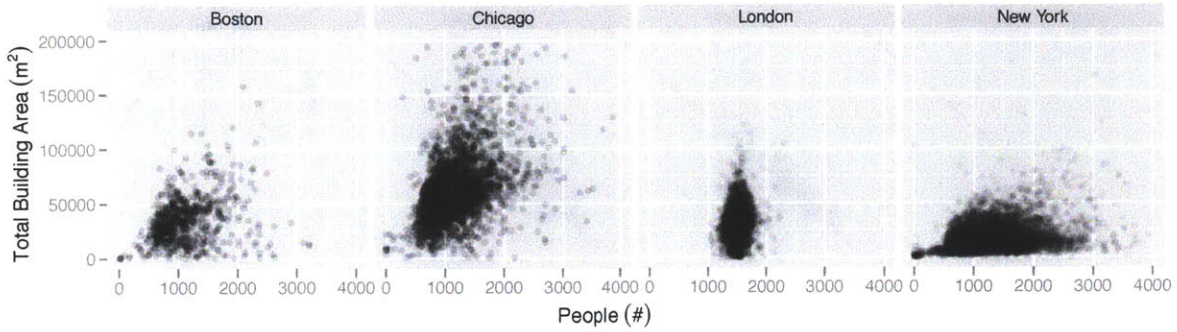 Boston Chicago London New York
Total Building Area (m²)
200000
150000
100000
50000
0
0 1000 2000 3000 4000 0 1000 2000 3000 4000 0 1000 2000 3000 4000 0 1000 2000 3000 4000
People (#)